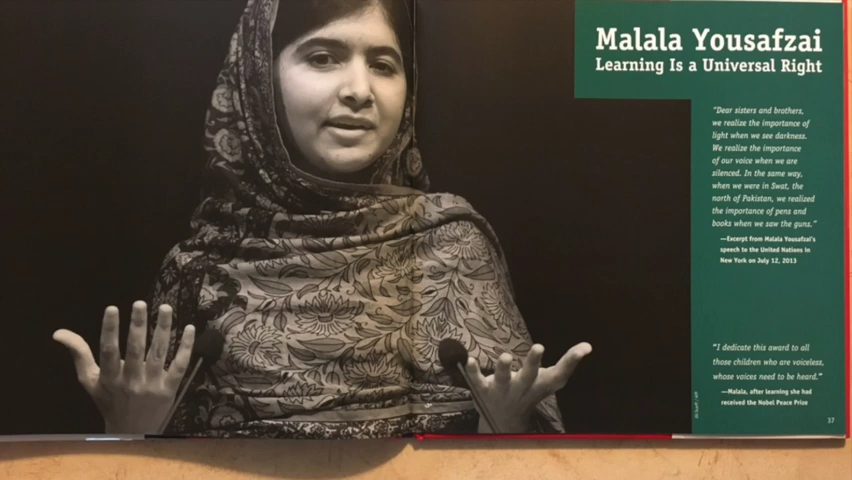 Malala Yousafzai
Learning Is a Universal Right
"Dear sisters and brothers,
we realize the importance of
light when we see darkness.
We realize the importance
of our voice when we are
silenced. In the same way,
when we were in Swat, the
north of Pakistan, we realized
the importance of pens and
books when we saw the guns."
—Excerpt from Malala Yousafzai's
speech to the United Nations in
New York on July 12, 2013
"I dedicate this award to all
those children who are voiceless,
whose voices need to be heard."
—Malala, after learning she had
received the Nobel Peace Prize
37